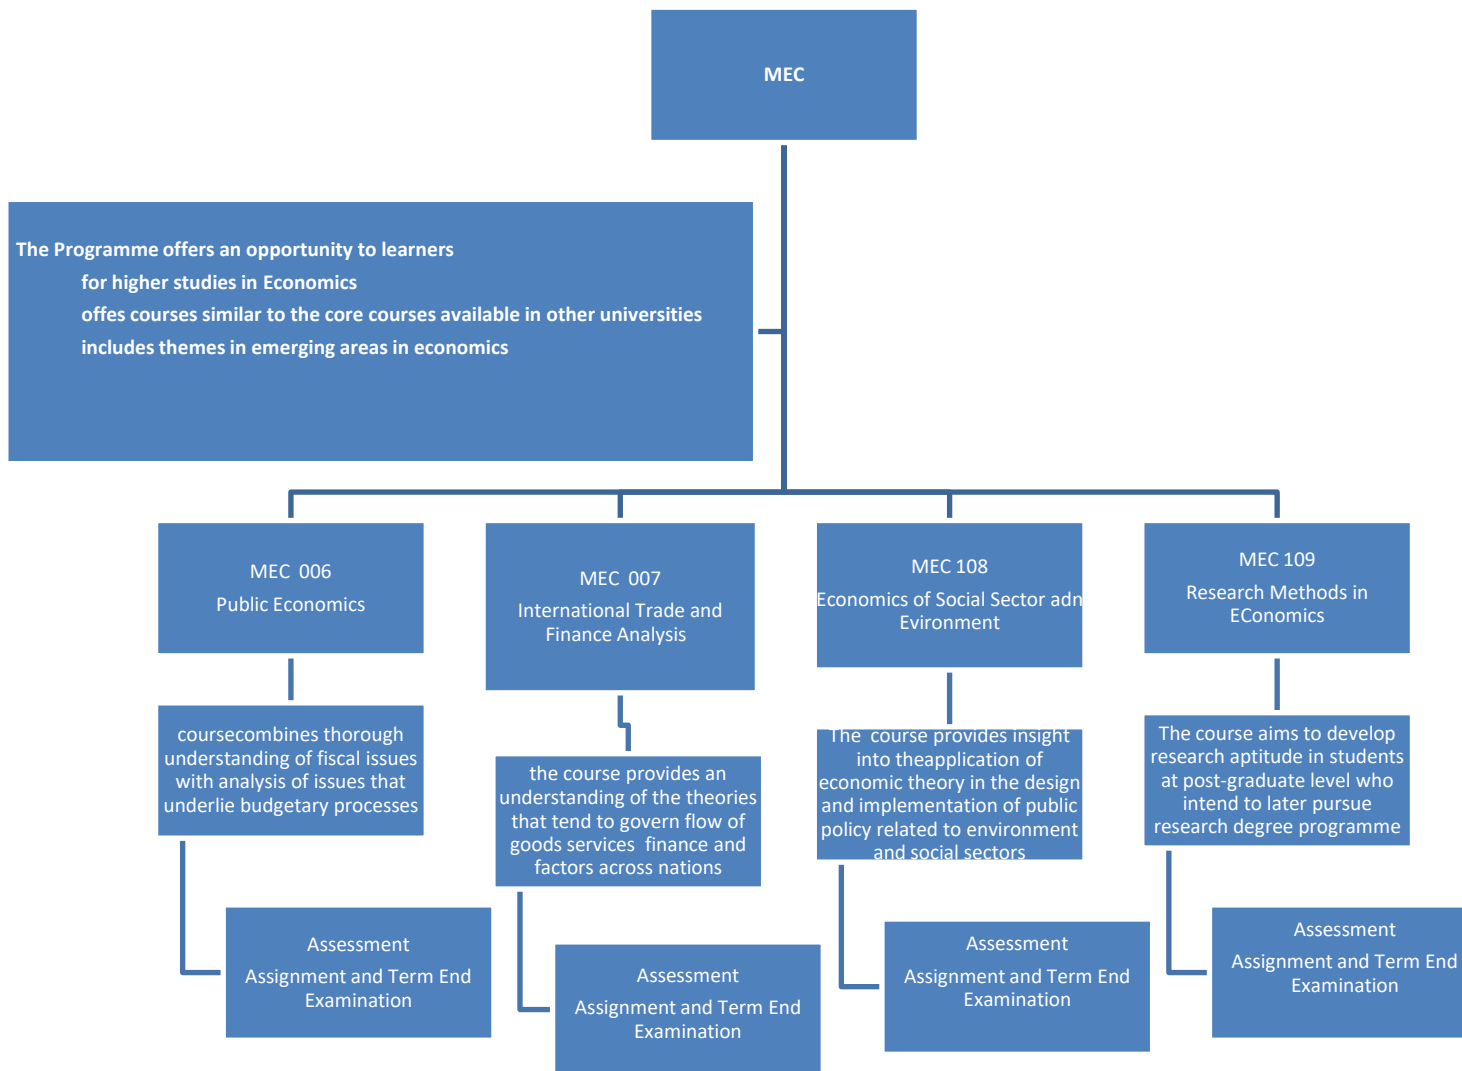 MEC
The Programme offers an opportunity to learners
for higher studies in Economics
offes courses similar to the core courses available in other universities
includes themes in emerging areas in economics
MEC 006
Public Economics
MEC 007
International Trade and
Finance Analysis
MEC 108
Economics of Social Sector adn
Evironment
MEC 109
Research Methods in
EConomics
coursecombines thorough
understanding of fiscal issues
with analysis of issues that
underlie budgetary processes
the course provides an
understanding of the theories
that tend to govern flow of
goods services finance and
factors across nations
The course provides insight
into theapplication of
economic theory in the design
and implementation of public
policy related to environment
and social sectors
The course aims to develop
research aptitude in students
at post-graduate level who
intend to later pursue
research degree programme
Assessment
Assignment and Term End
Examination
Assessment
Assignment and Term End
Examination
Assessment
Assignment and Term End
Examination
Assessment
Assignment and Term End
Examination